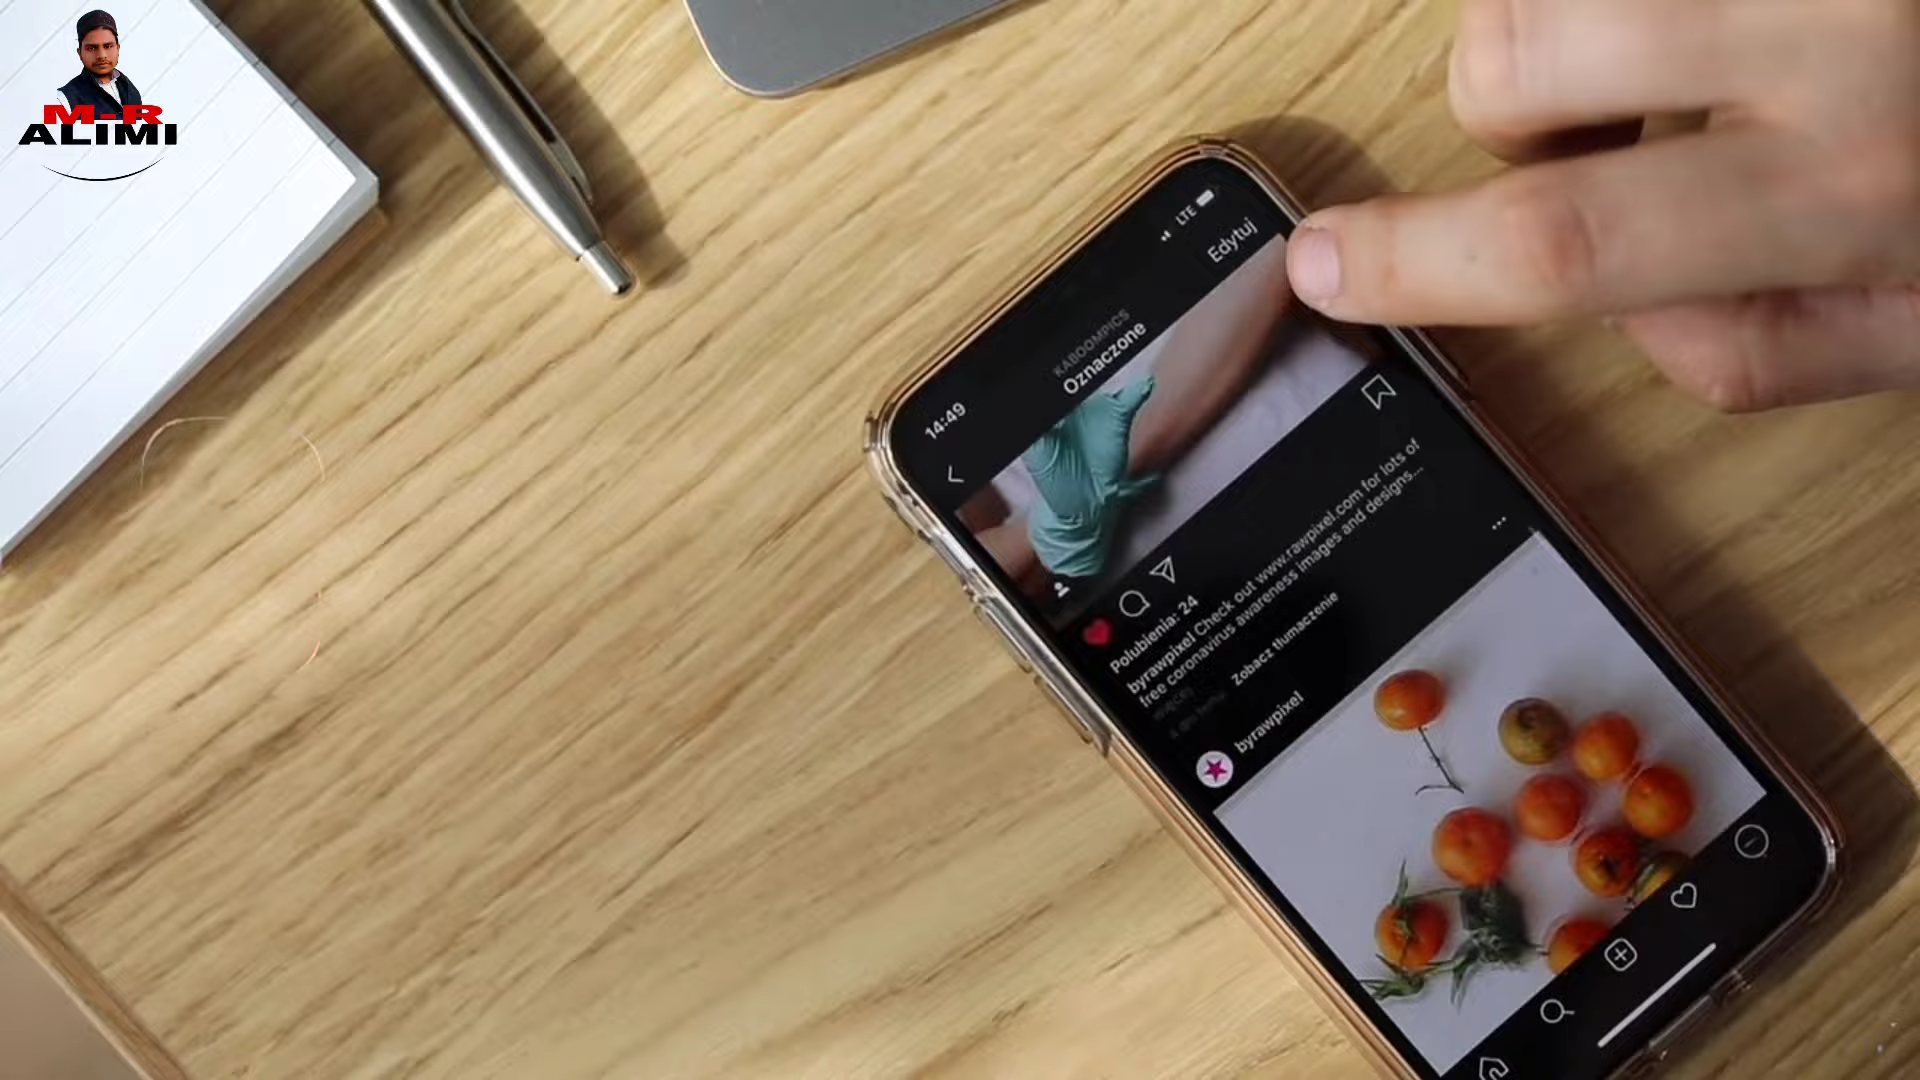 M-R
ALIMI
LTE
Edytuj
14:49
KABOOMPICS
Oznaczone
Polubienia: 24
byrawpixel Check out www.rawpixel.com for lots of
free coronavirus awareness images and designs...
więcej
Zobacz tłumaczenie
byrawpixel